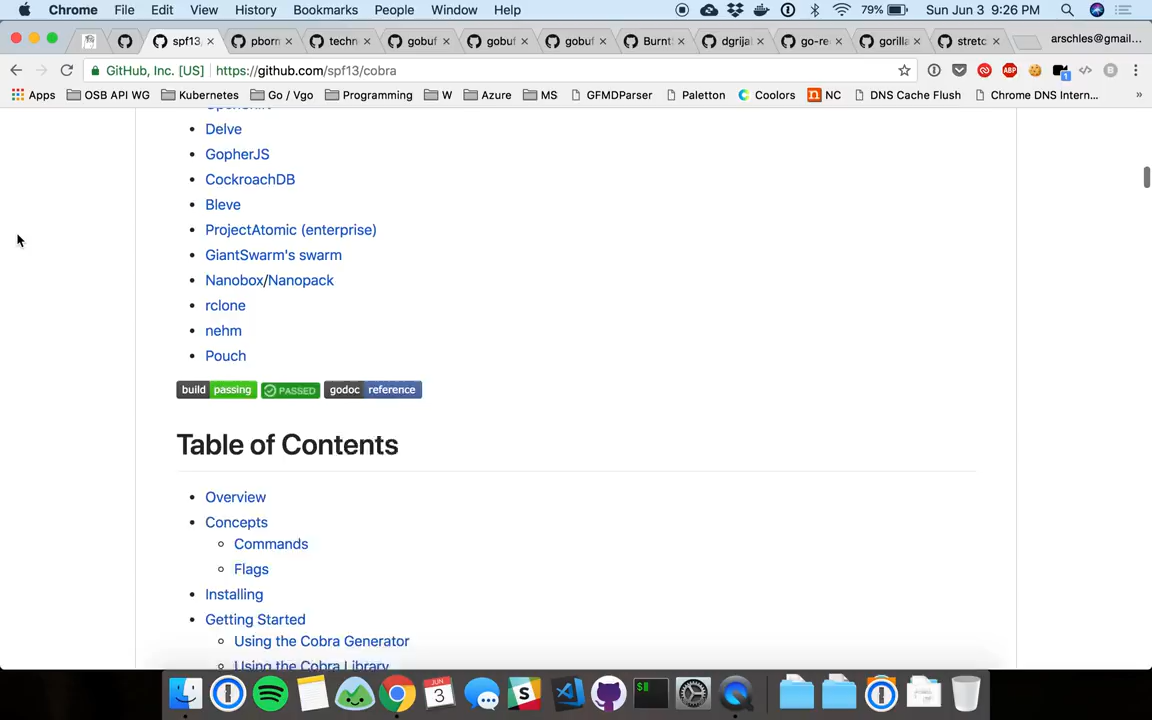 Chrome File Edit View History Bookmarks People Window Help 79% Sun Jun 3 9:26 PM
spf13, pborn techn gobuf gobuf gobuf Burnt dgrija go-re gorilla stretc arschles@gmail...
GitHub, Inc. [US] https://github.com/spf13/cobra
Apps OSB API WG Kubernetes Go / Vgo Programming W Azure MS GFMDParser Paletton Coolors NC DNS Cache Flush Chrome DNS Intern... »
Delve
GopherJS
CockroachDB
Bleve
ProjectAtomic (enterprise)
GiantSwarm's swarm
Nanobox/Nanopack
rclone
nehm
Pouch
build passing PASSED godoc reference
Table of Contents
Overview
Concepts
Commands
Flags
Installing
Getting Started
Using the Cobra Generator
Using the Cobra Library
JUN
3